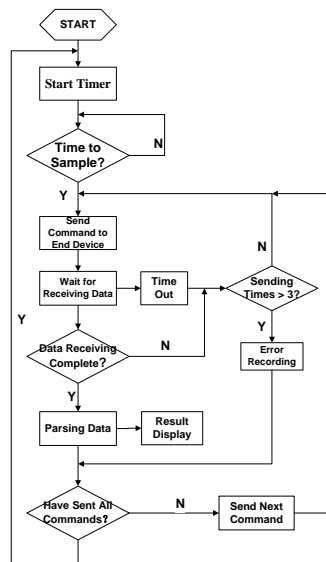 START
Start Timer
N
Time to
Sample?
Y
Send
Command to
End Device
N
Wait for
Receiving Data
Time
Out
Sending
Times > 3?
Y
Y
N
Data Receiving
Complete?
Error
Recording
Y
Parsing Data
Result
Display
Have Sent All
Commands?
N
Send Next
Command